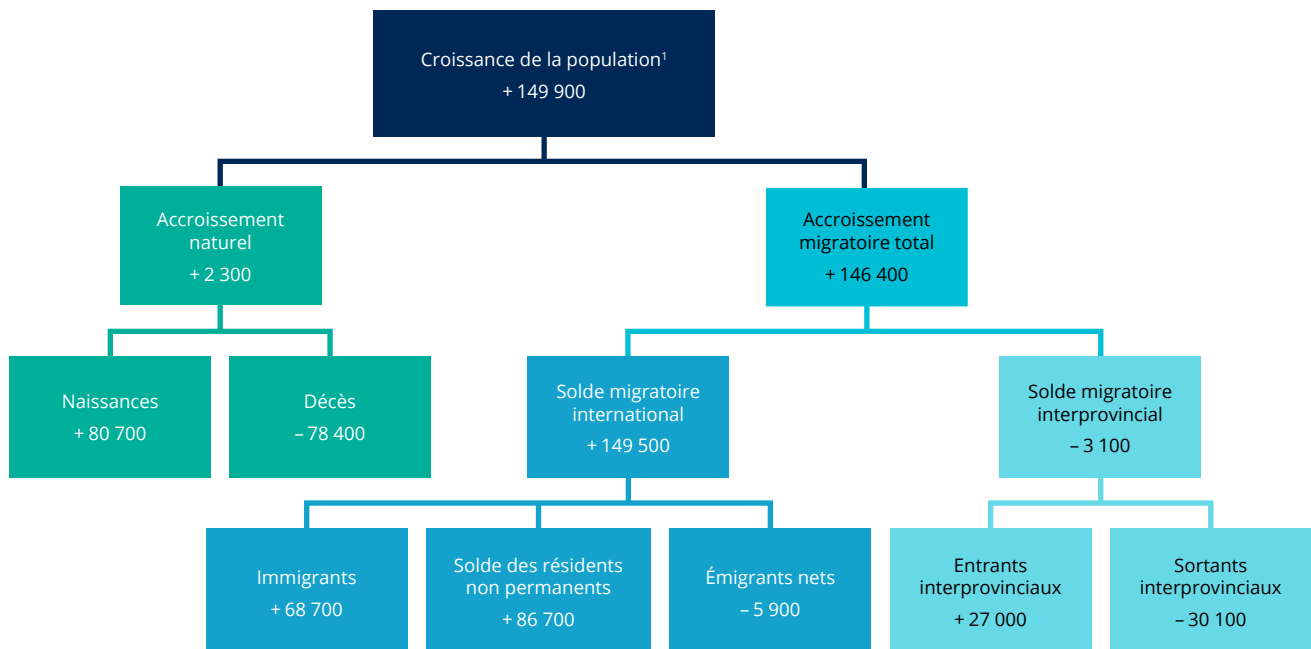 Croissance de la population¹
+ 149 900
Accroissement
naturel
+ 2 300
Accroissement
migratoire total
+ 146 400
Naissances
+ 80 700
Décès
– 78 400
Solde migratoire
international
+ 149 500
Solde migratoire
interprovincial
– 3 100
Immigrants
+ 68 700
Solde des résidents
non permanents
+ 86 700
Émigrants nets
– 5 900
Entrants
interprovinciaux
+ 27 000
Sortants
interprovinciaux
– 30 100